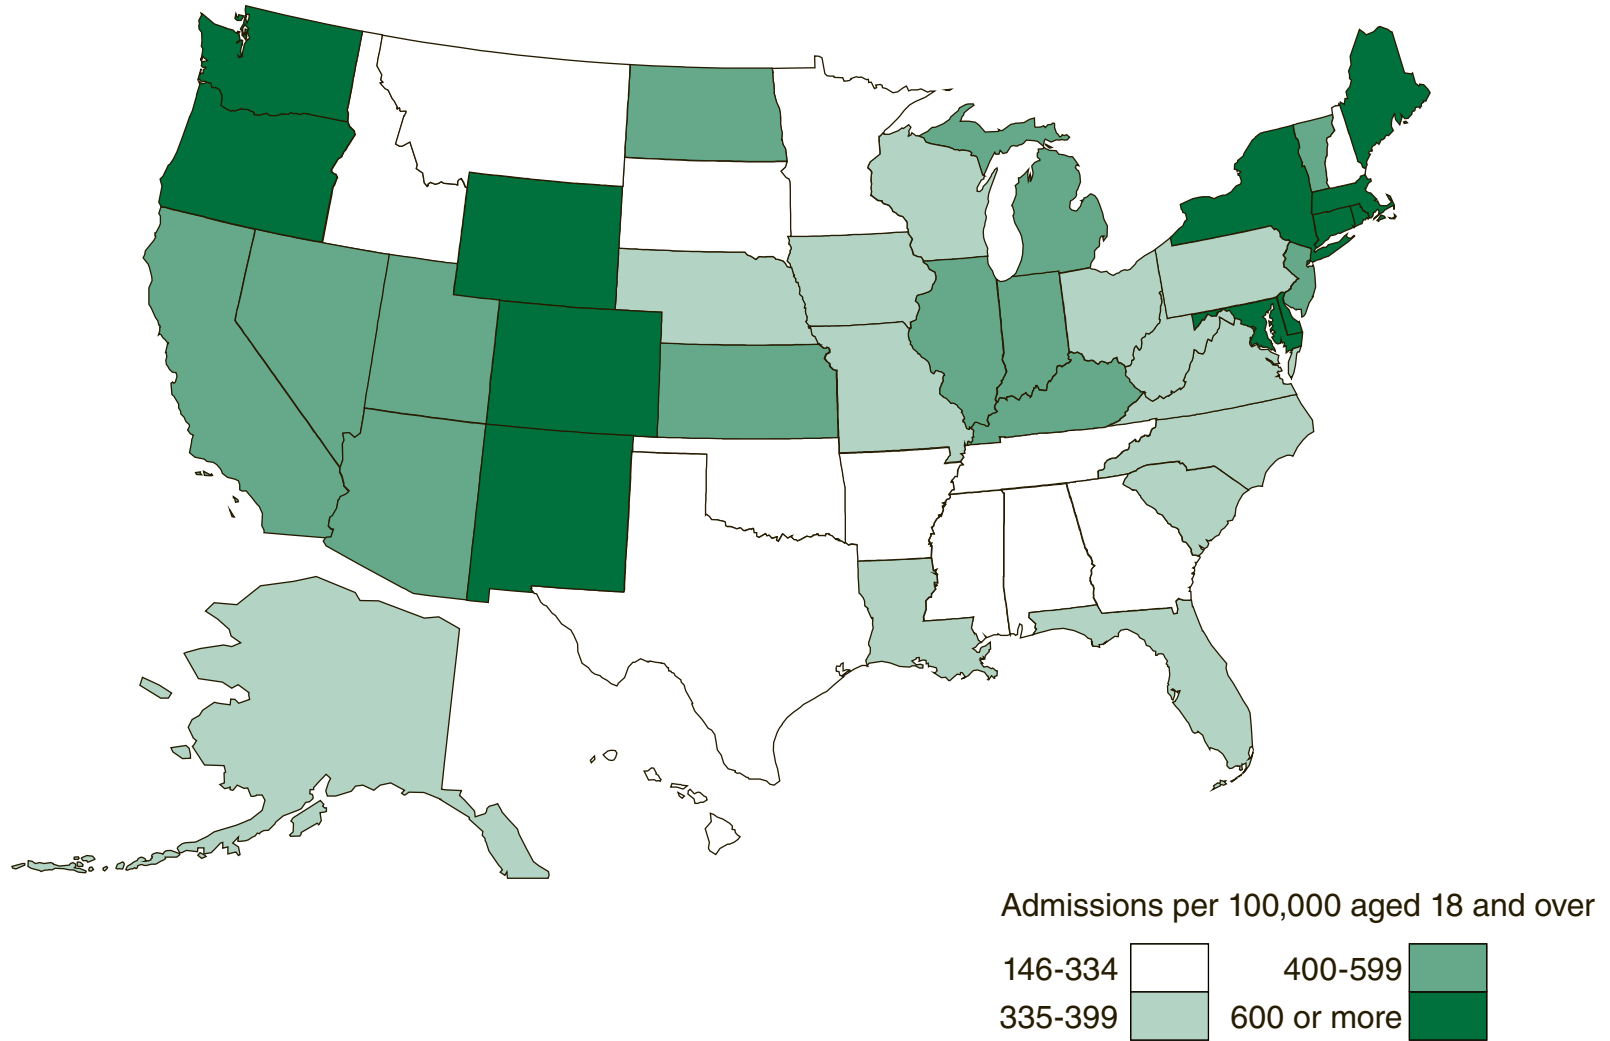 Admissions per 100,000 aged 18 and over
146-334 400-599
335-399 600 or more